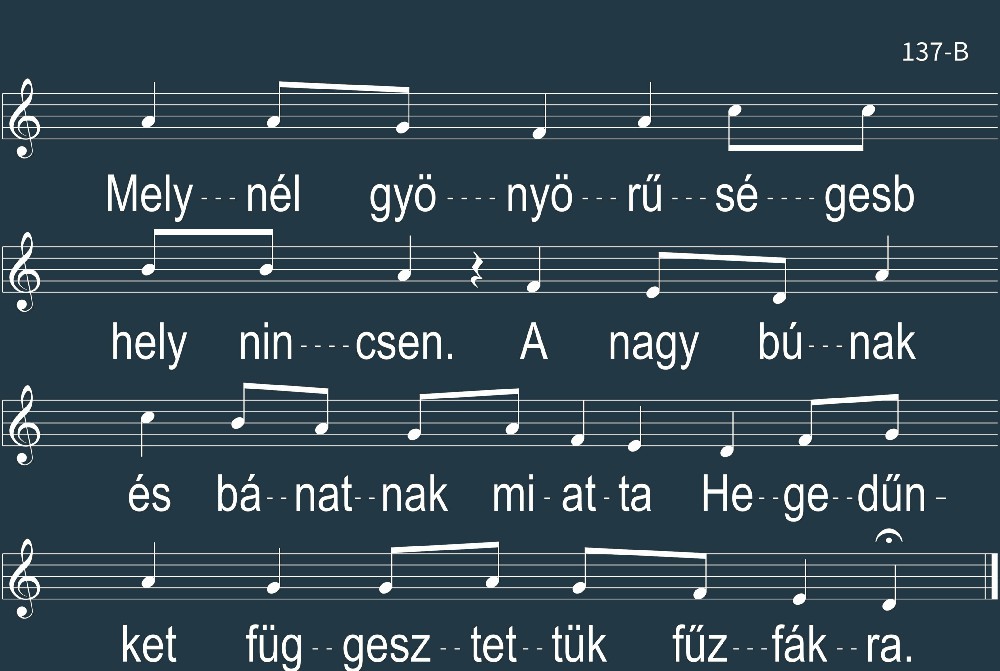 137-B
Mely---nél gyö----nyö---rű---sé----gesb
hely nin----csen. A nagy bú---nak
és bá--nat--nak mi-at-ta He--ge--dűn-
ket füg--gesz--tet--tük fűz---fák--ra.